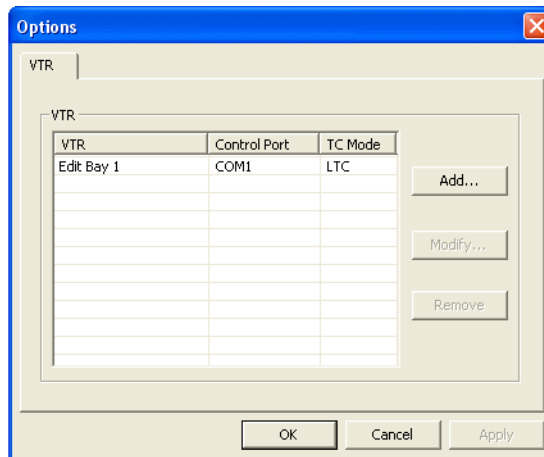 Options
VTR
VTR
VTR Control Port TC Mode
Edit Bay 1 COM1 LTC
Add...
Modify...
Remove
OK Cancel Apply